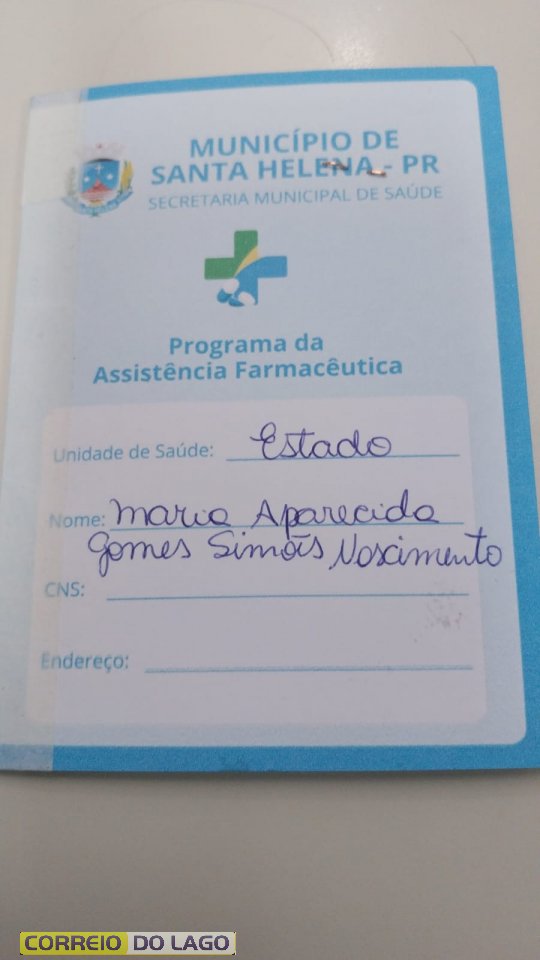 MUNICÍPIO DE
SANTA HELENA - PR
SECRETARIA MUNICIPAL DE SAÚDE
Programa da
Assistência Farmacêutica
Unidade de Saúde: Estado
Nome: Maria Aparecida
Gomes Simões Nascimento
CNS:
Endereço:
CORREIO DO LAGO